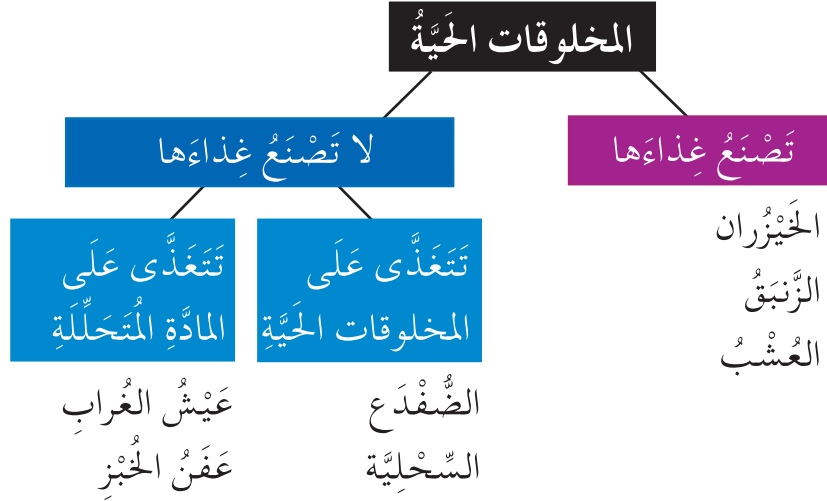 المخلوقات الحَيَّةُ
تَصْنَعُ غِذاءَها
الخَيْزُران
الزَّنبَقُ
العُشْبُ
لا تَصْنَعُ غِذاءَها
تَتَغَذَّى عَلَى
المخلوقات الحَيَّةِ
الضُّفْدَع
السِّحْلِيَّة
تَتَغَذَّى عَلَى
المادَّةِ المُتَحَلِّلَةِ
عَيْشُ الغُرابِ
عَفَنُ الخُبْزِ